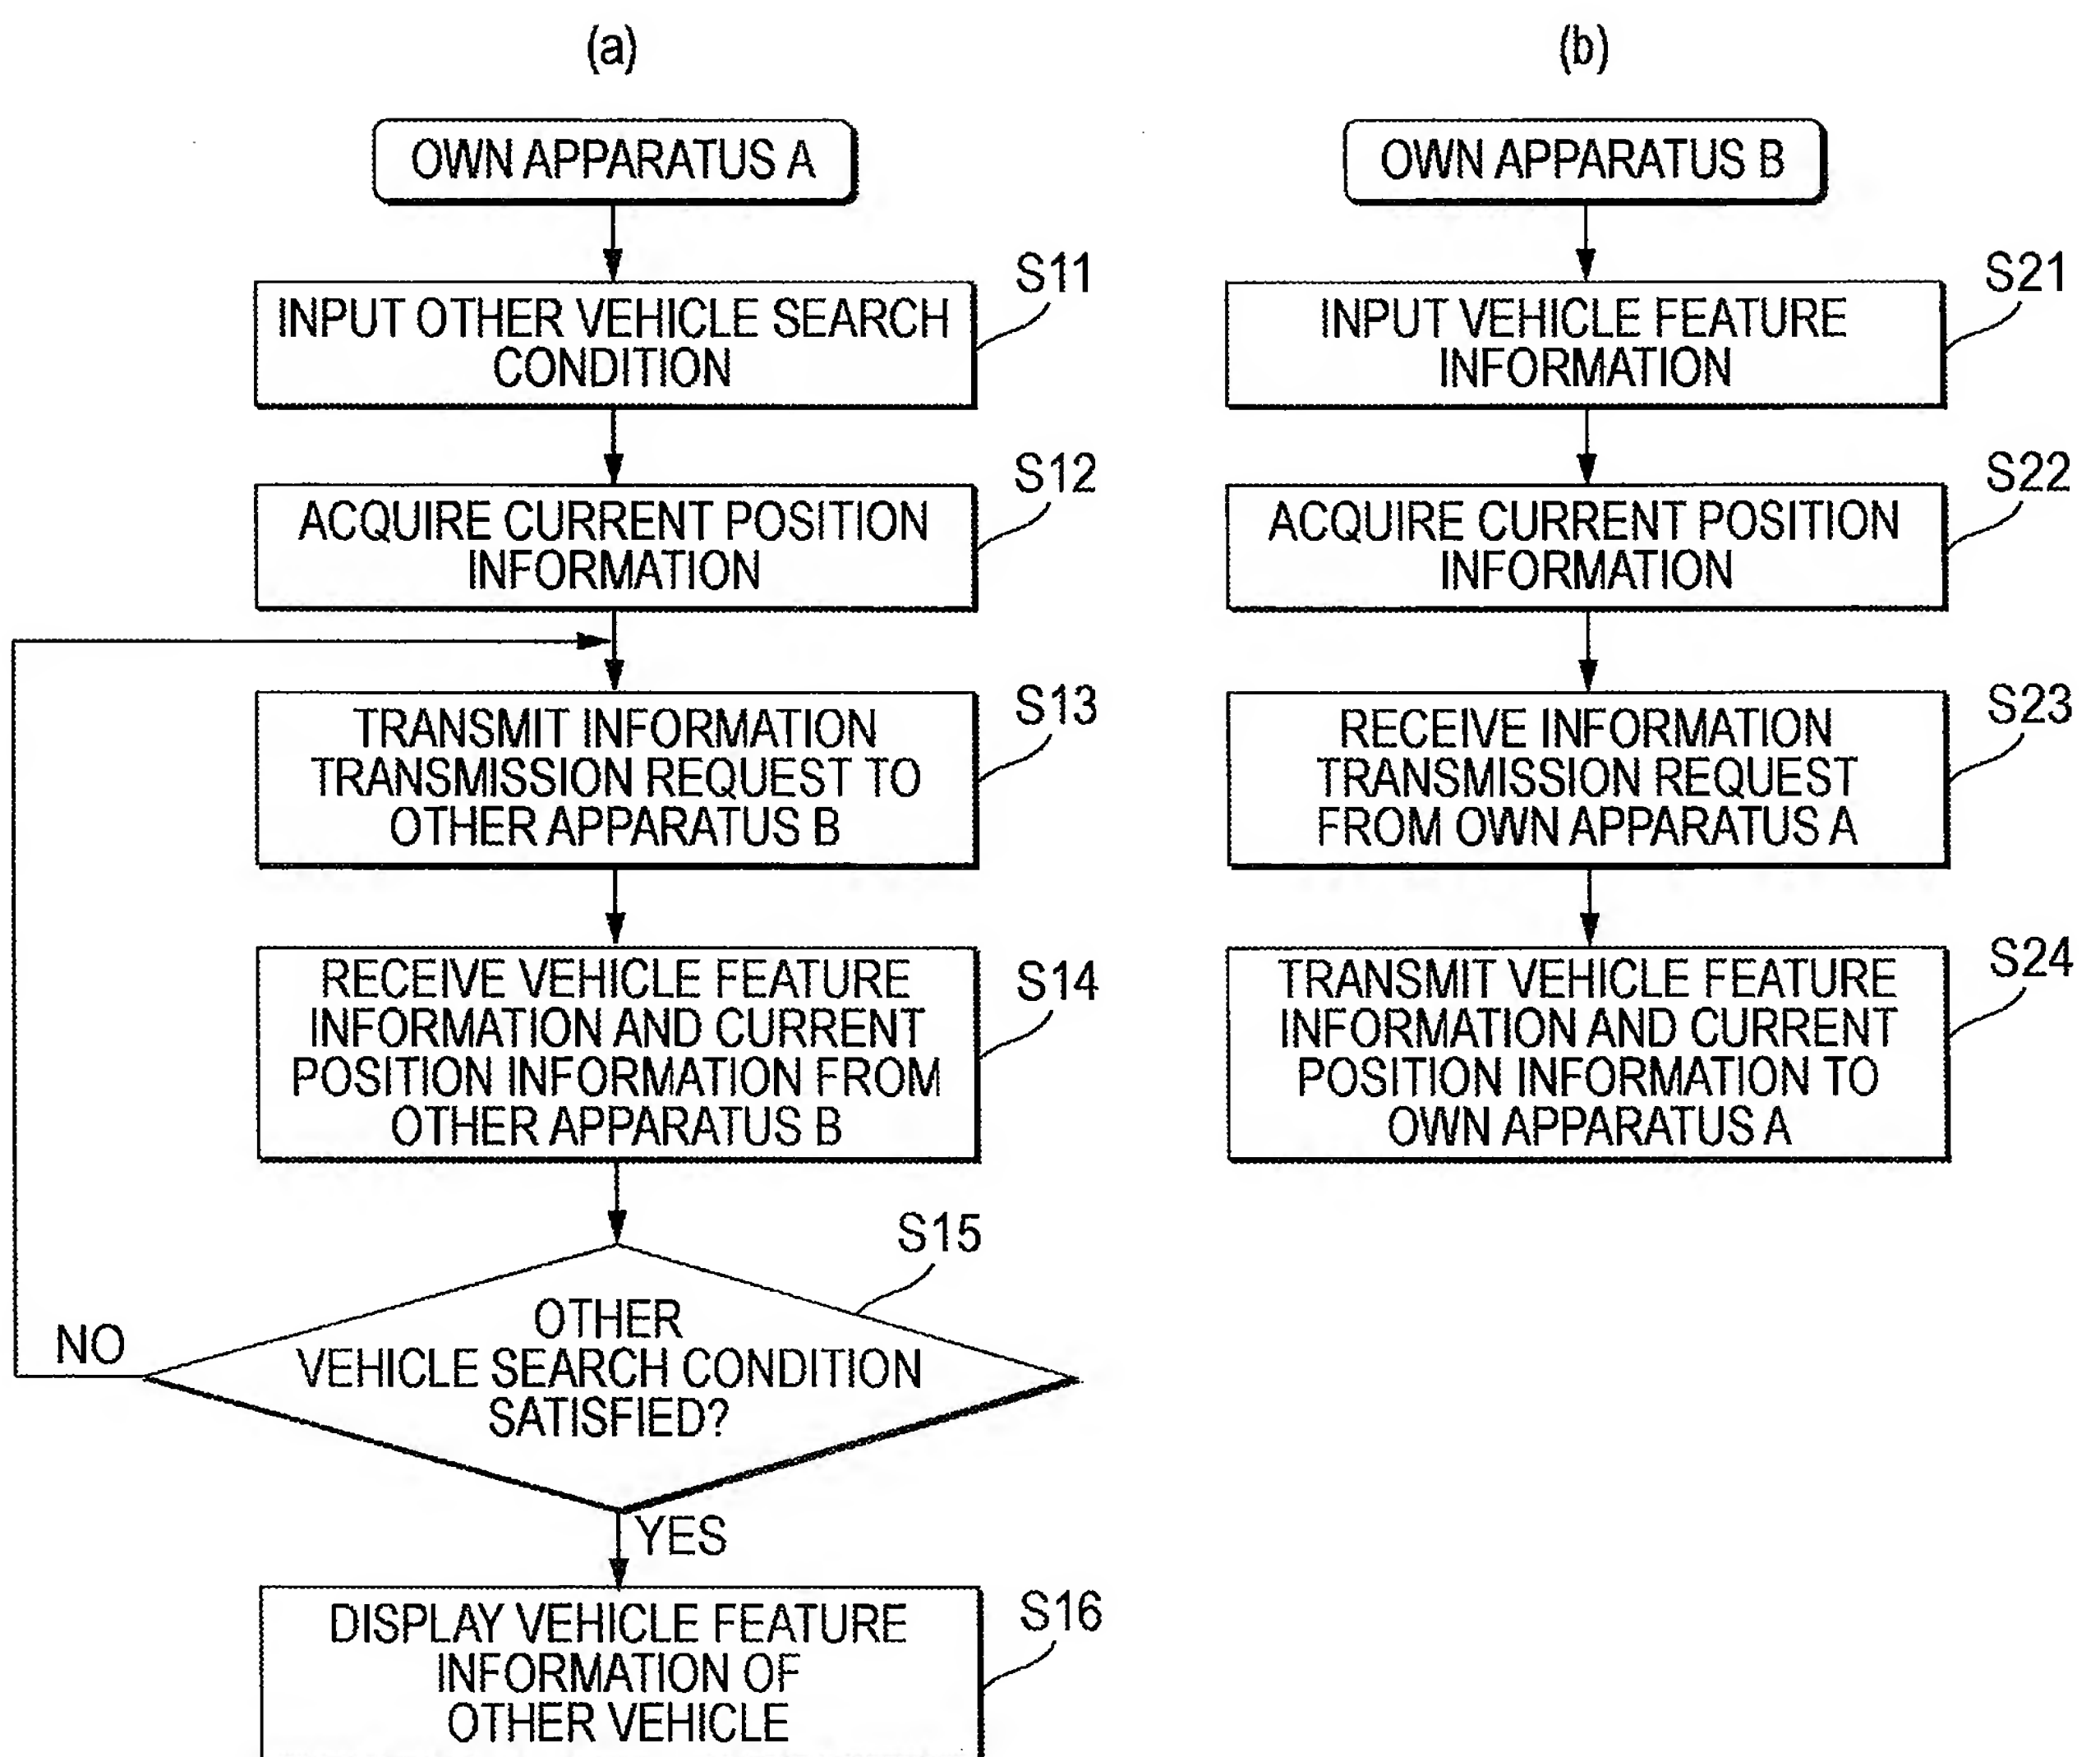 (a)
OWN APPARATUS A
S11
INPUT OTHER VEHICLE SEARCH
CONDITION
S12
ACQUIRE CURRENT POSITION
INFORMATION
S13
TRANSMIT INFORMATION
TRANSMISSION REQUEST TO
OTHER APPARATUS B
S14
RECEIVE VEHICLE FEATURE
INFORMATION AND CURRENT
POSITION INFORMATION FROM
OTHER APPARATUS B
S15
OTHER
VEHICLE SEARCH CONDITION
SATISFIED?
NO
YES
S16
DISPLAY VEHICLE FEATURE
INFORMATION OF
OTHER VEHICLE
(b)
OWN APPARATUS B
S21
INPUT VEHICLE FEATURE
INFORMATION
S22
ACQUIRE CURRENT POSITION
INFORMATION
S23
RECEIVE INFORMATION
TRANSMISSION REQUEST
FROM OWN APPARATUS A
S24
TRANSMIT VEHICLE FEATURE
INFORMATION AND CURRENT
POSITION INFORMATION TO
OWN APPARATUS A